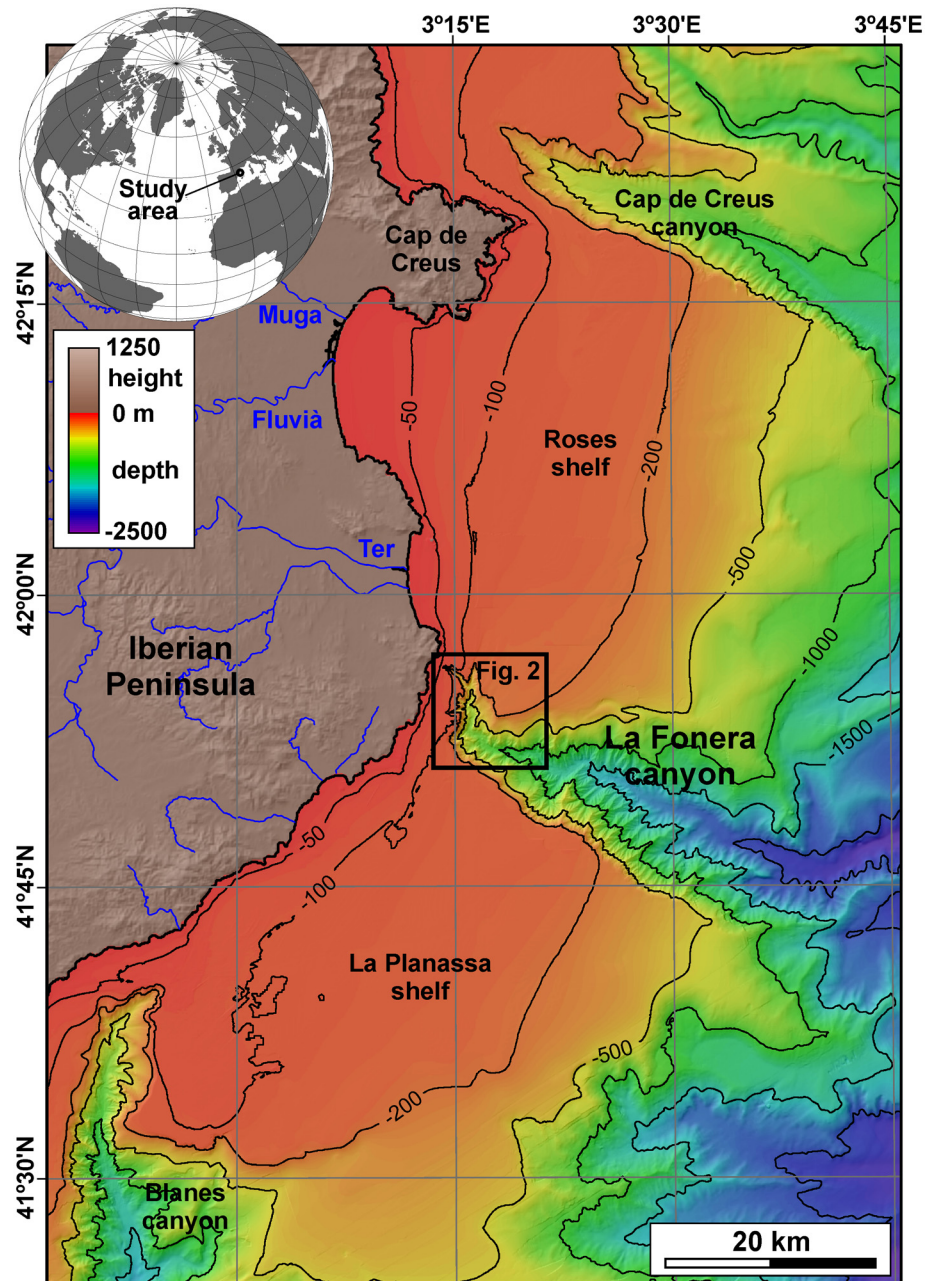 3°15'E
3°30'E
3°45'E
Study
area
Cap de Creus
canyon
Cap de
Creus
42°15'N
Muga
1250
height
0 m
depth
-2500
Fluvià
-50
-100
Roses
shelf
-200
-500
Ter
42°00'N
Iberian
Peninsula
-1000
Fig. 2
La Fonera
canyon
-1500
-50
-100
41°45'N
La Planassa
shelf
-500
-200
41°30'N
Blanes
canyon
20 km